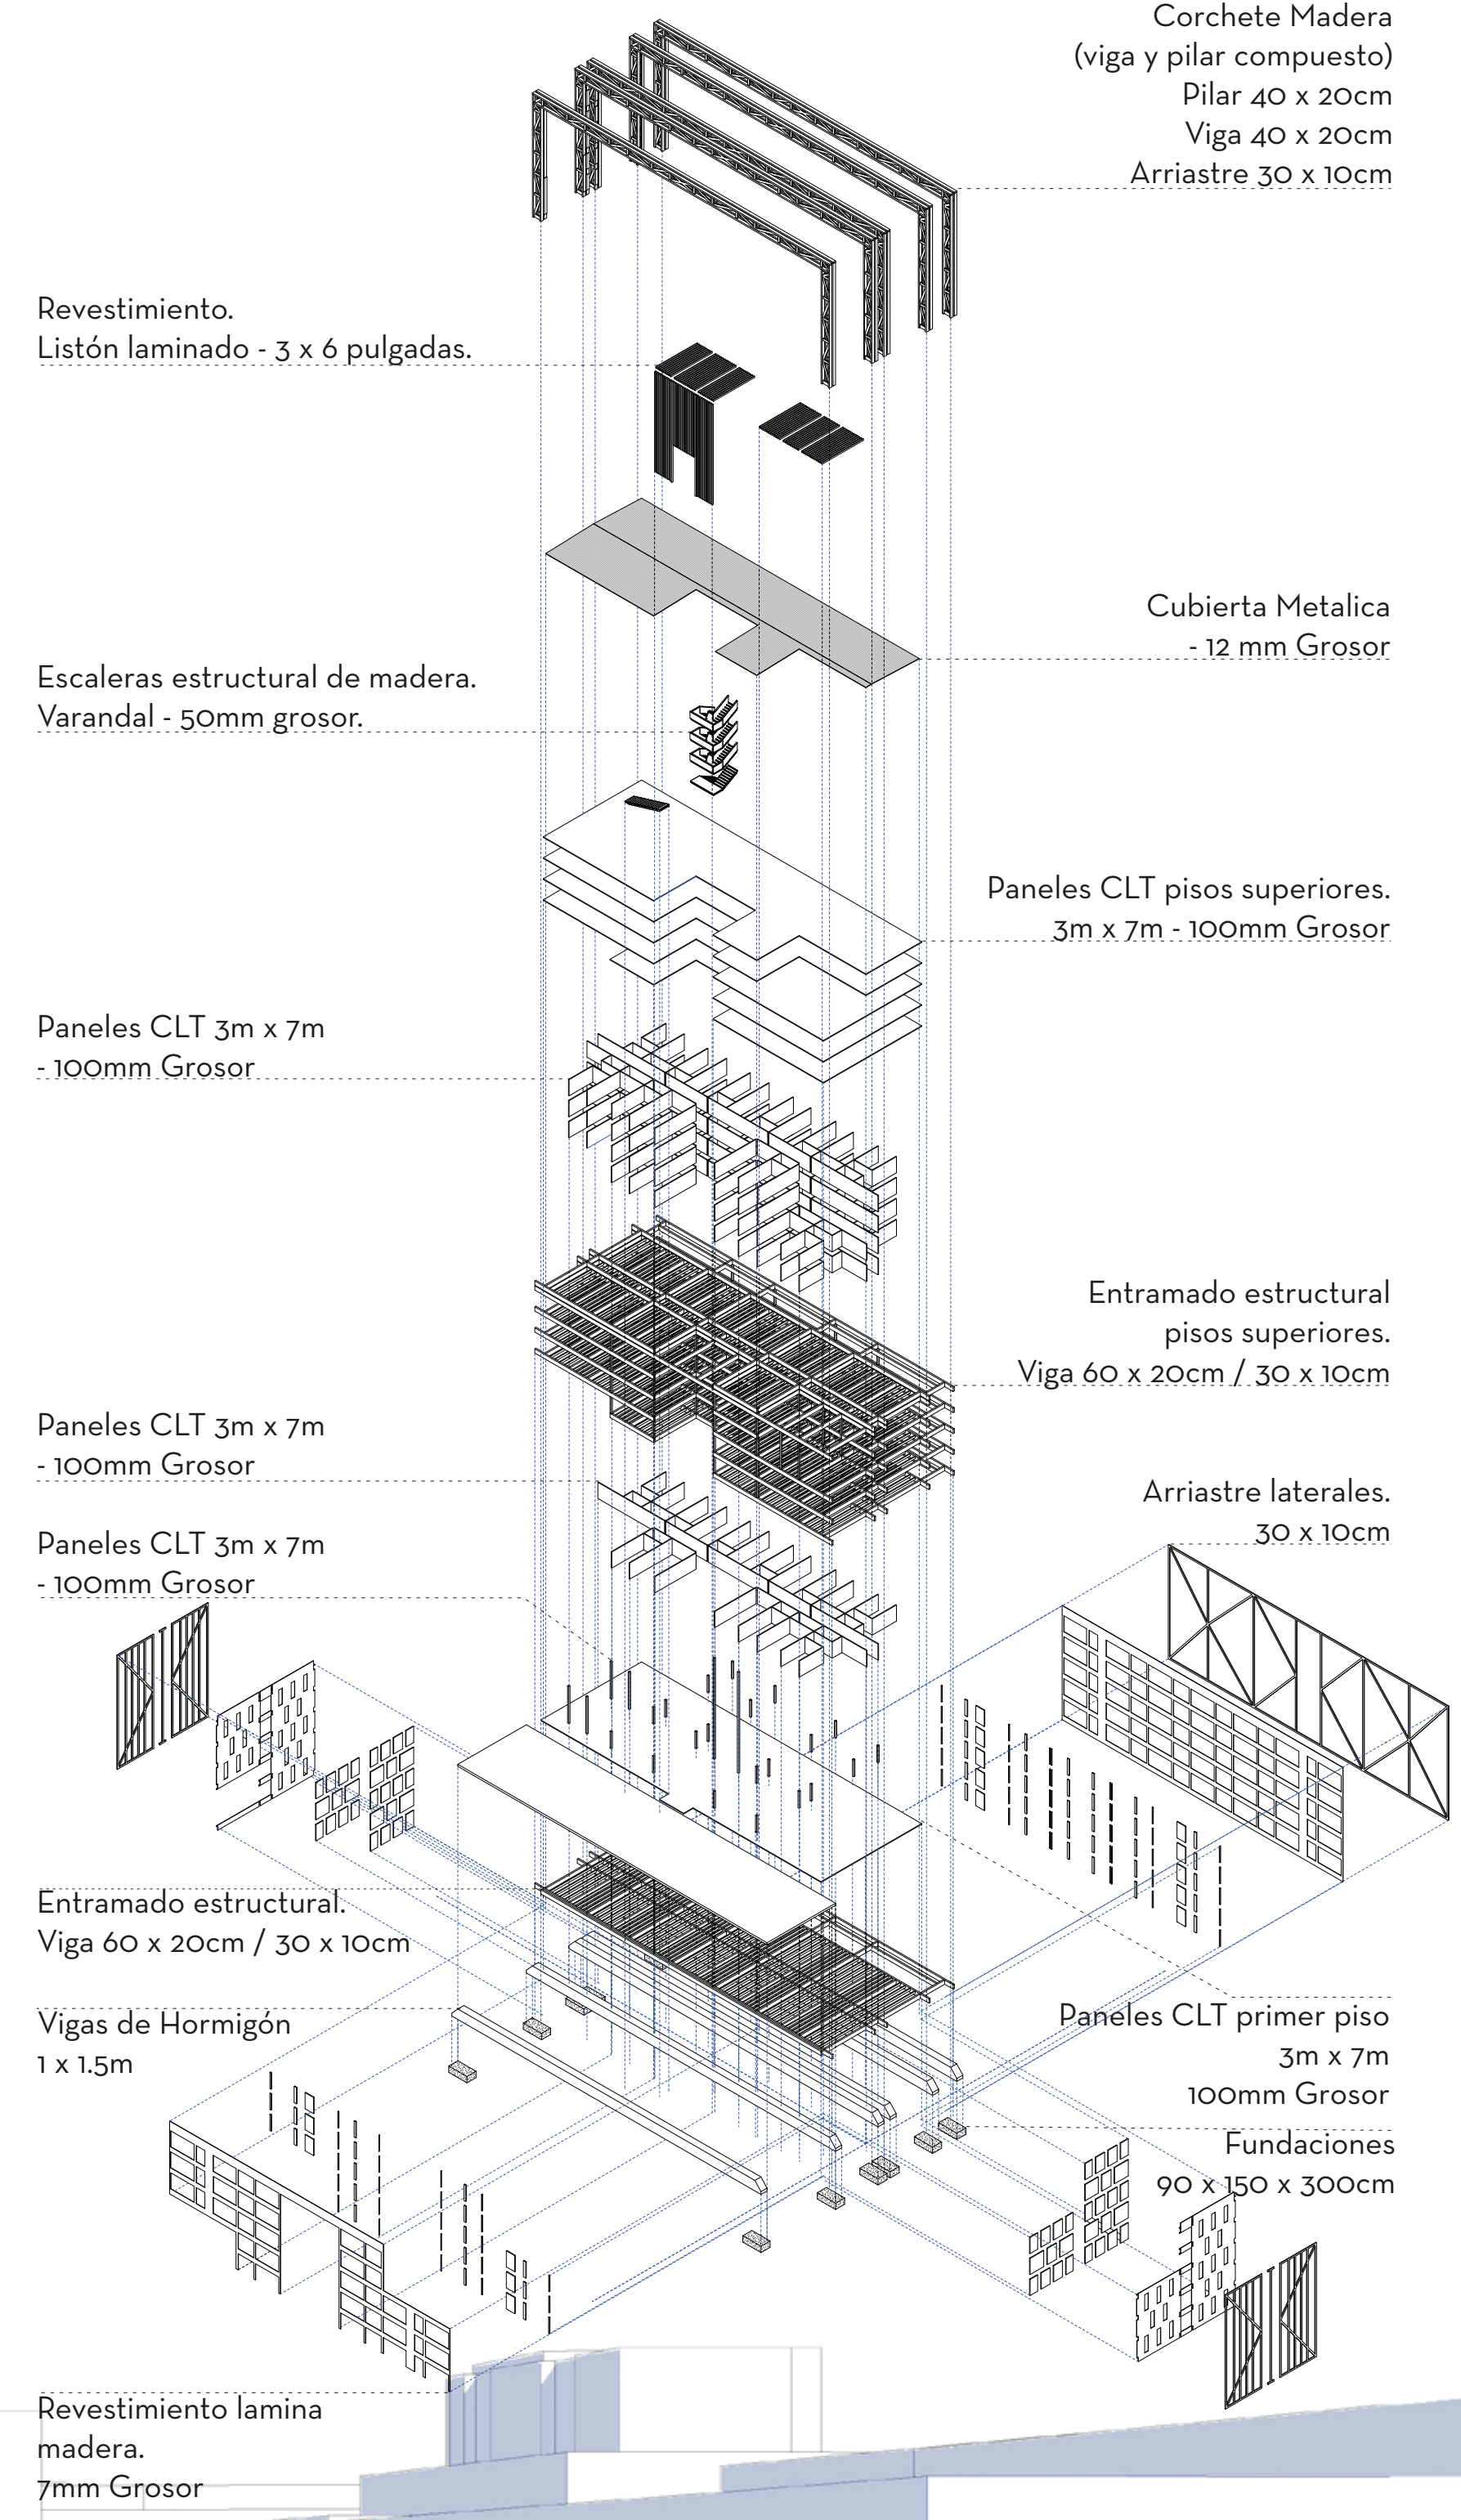 Corchete Madera
(viga y pilar compuesto)
Pilar 40 x 20cm
Viga 40 x 20cm
Arriastre 30 x 10cm
Revestimiento.
Listón laminado - 3 x 6 pulgadas.
Cubierta Metalica
- 12 mm Grosor
Escaleras estructural de madera.
Varandal - 50mm grosor.
Paneles CLT pisos superiores.
3m x 7m - 100mm Grosor
Paneles CLT 3m x 7m
- 100mm Grosor
Entramado estructural
pisos superiores.
Viga 60 x 20cm / 30 x 10cm
Paneles CLT 3m x 7m
- 100mm Grosor
Arriastre laterales.
30 x 10cm
Paneles CLT 3m x 7m
- 100mm Grosor
Entramado estructural.
Viga 60 x 20cm / 30 x 10cm
Vigas de Hormigón
1 x 1.5m
Paneles CLT primer piso
3m x 7m
100mm Grosor
Fundaciones
90 x 150 x 300cm
Revestimiento lamina
madera.
7mm Grosor